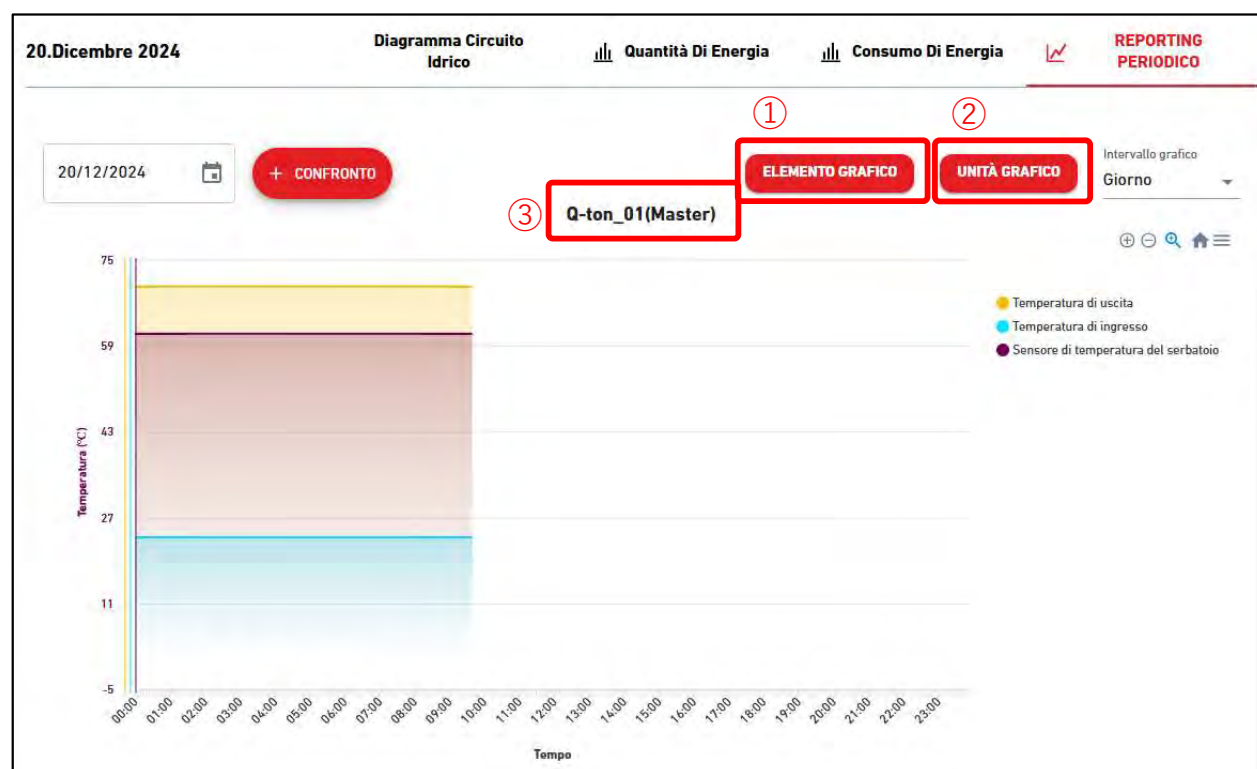 20.Dicembre 2024
Diagramma Circuito
Idrico
Quantità Di Energia
Consumo Di Energia
REPORTING
PERIODICO
①
②
20/12/2024
+ CONFRONTO
ELEMENTO GRAFICO
UNITÀ GRAFICO
Intervallo grafico
Giorno
③
Q-ton_01(Master)
75
59
43
27
11
-5
Temperatura (°C)
Temperatura di uscita
Temperatura di ingresso
Sensore di temperatura del serbatoio
00:00
01:00
02:00
03:00
04:00
05:00
06:00
07:00
08:00
09:00
10:00
11:00
12:00
13:00
14:00
15:00
16:00
17:00
18:00
19:00
20:00
21:00
22:00
23:00
Tempo